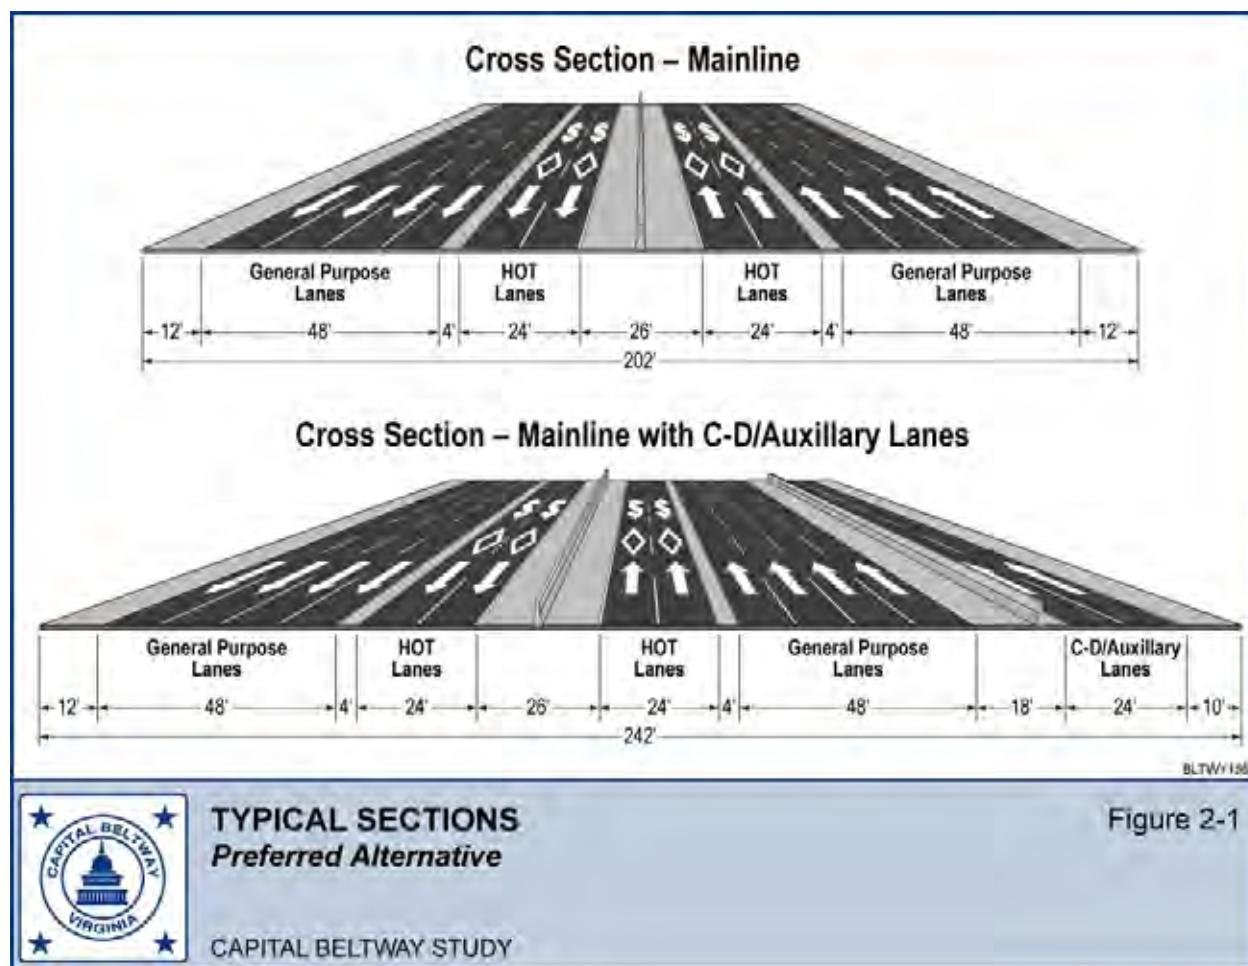 Cross Section – Mainline
$ $ $ $
General Purpose Lanes HOT Lanes HOT Lanes General Purpose Lanes
12' 48' 4' 24' 26' 24' 4' 48' 12'
202'
Cross Section – Mainline with C-D/Auxillary Lanes
$ $ $ $
General Purpose Lanes HOT Lanes HOT Lanes General Purpose Lanes C-D/Auxillary Lanes
12' 48' 4' 24' 26' 24' 4' 48' 18' 24' 10'
242'
CAPITAL BELTWAY
VIRGINIA
TYPICAL SECTIONS
Preferred Alternative
CAPITAL BELTWAY STUDY
Figure 2-1